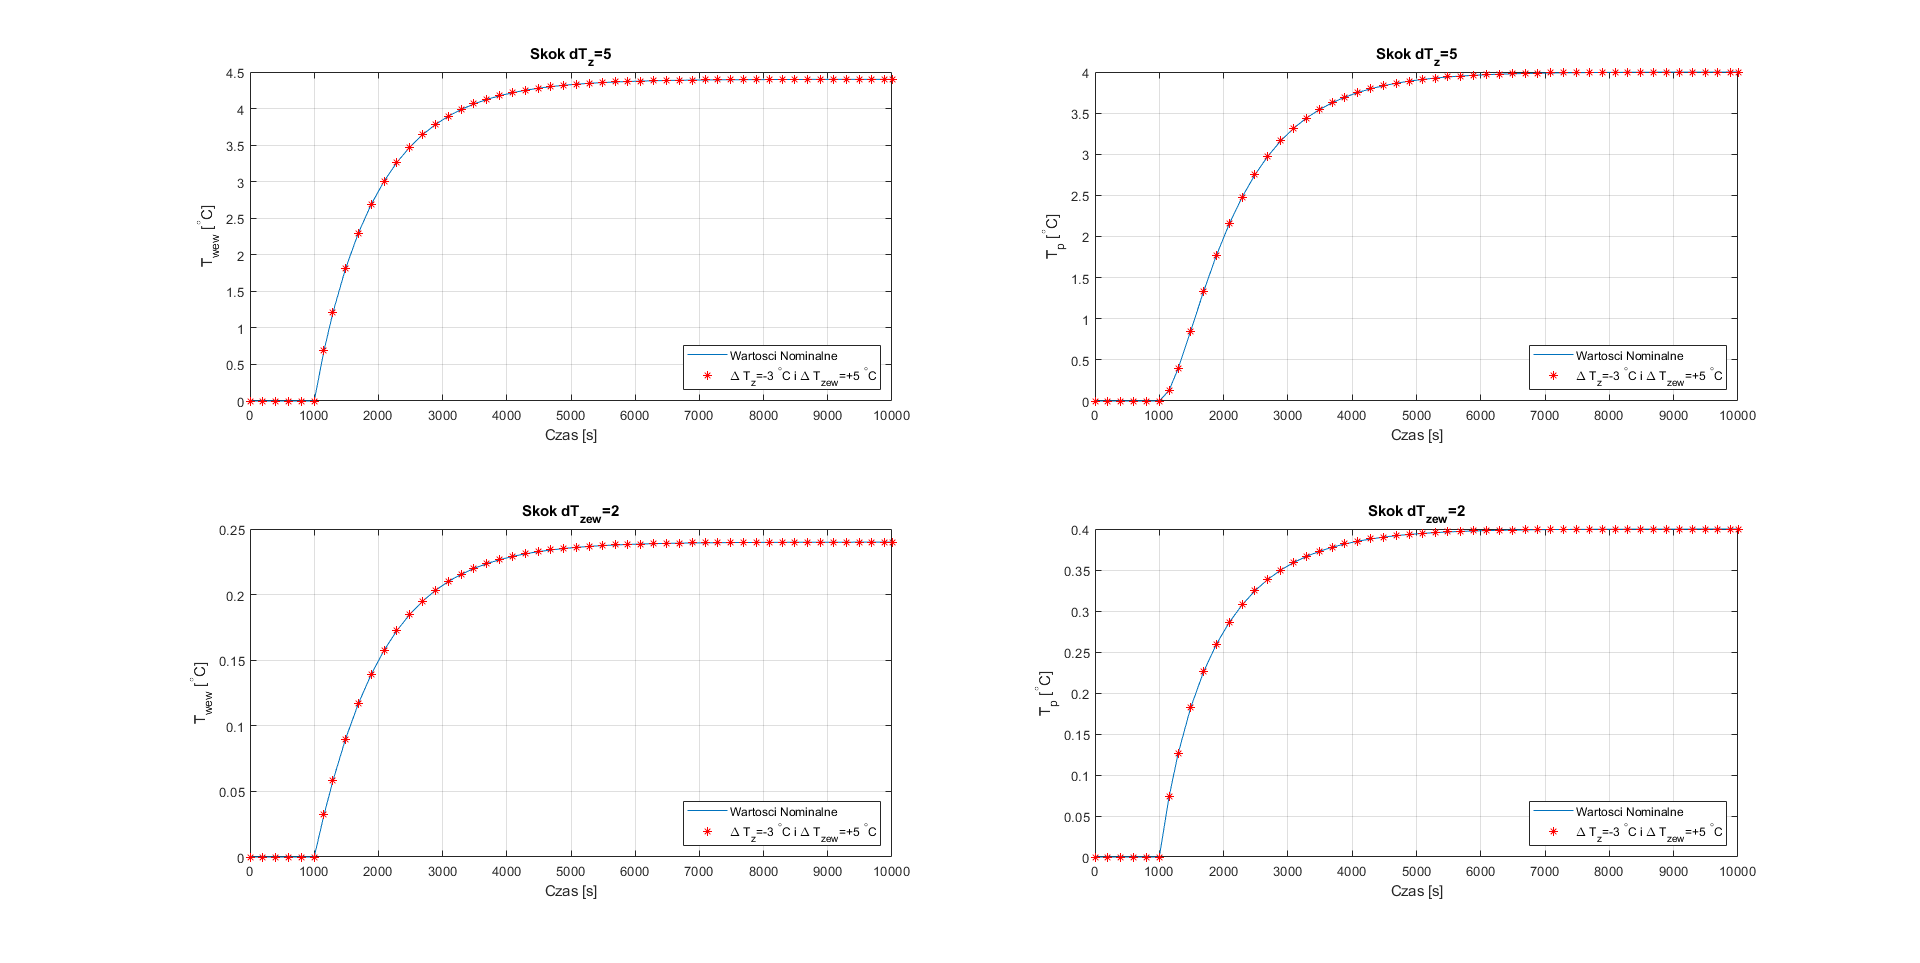 Skok dTz=5
4.5
4
3.5
3
2.5
2
1.5
1
0.5
0
Twew [°C]
0 1000 2000 3000 4000 5000 6000 7000 8000 9000 10000
Czas [s]
Wartosci Nominalne
Δ Tz=-3 °C i Δ Tzew=+5 °C
Skok dTz=5
4
3.5
3
2.5
2
1.5
1
0.5
0
Tp [°C]
0 1000 2000 3000 4000 5000 6000 7000 8000 9000 10000
Czas [s]
Wartosci Nominalne
Δ Tz=-3 °C i Δ Tzew=+5 °C
Skok dTzew=2
0.25
0.2
0.15
0.1
0.05
0
Twew [°C]
0 1000 2000 3000 4000 5000 6000 7000 8000 9000 10000
Czas [s]
Wartosci Nominalne
Δ Tz=-3 °C i Δ Tzew=+5 °C
Skok dTzew=2
0.4
0.35
0.3
0.25
0.2
0.15
0.1
0.05
0
Tp [°C]
0 1000 2000 3000 4000 5000 6000 7000 8000 9000 10000
Czas [s]
Wartosci Nominalne
Δ Tz=-3 °C i Δ Tzew=+5 °C